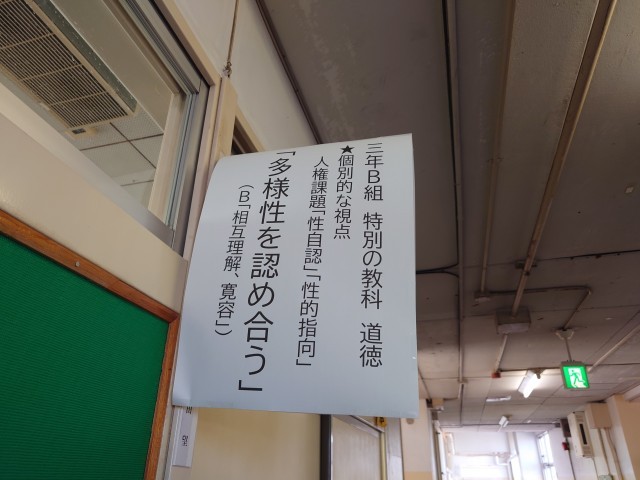 三年B組　特別の教科　道徳
★個別的な視点
人権課題「性自認」「性的指向」
「多様性を認め合う」
（B「相互理解、寛容」）